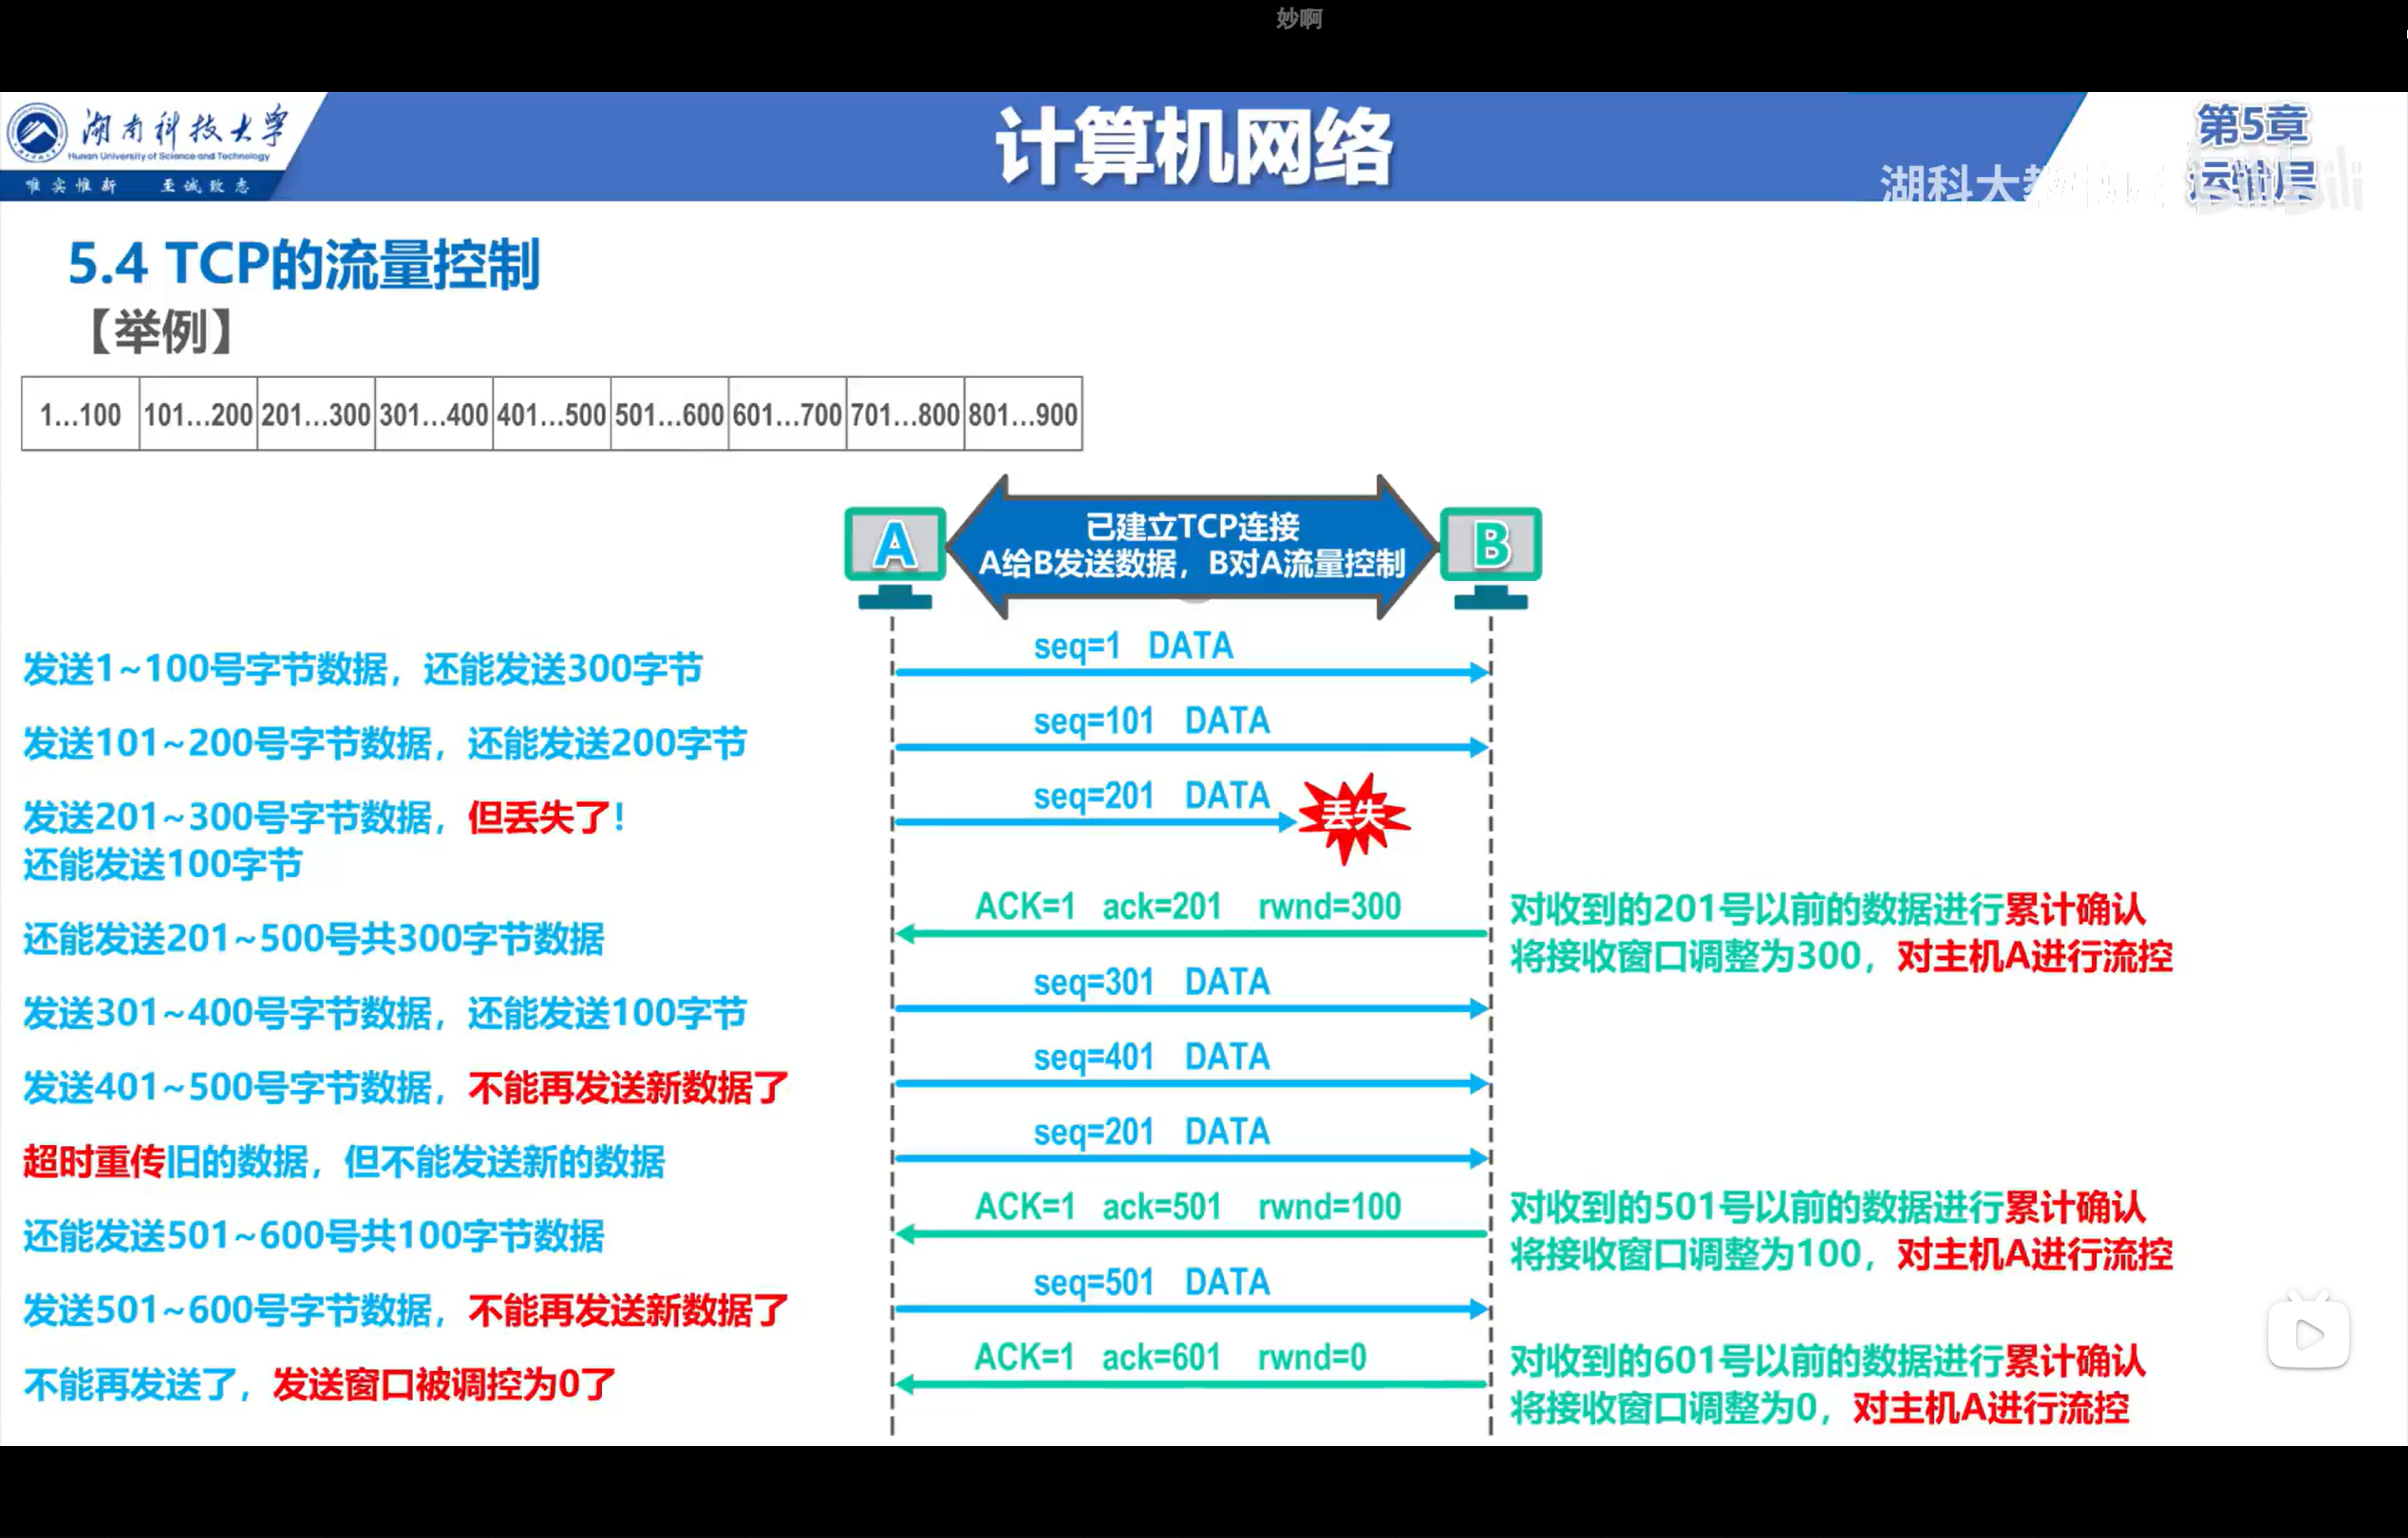 妙啊
湖南科技大学
Hunan University of Science and Technology
唯实惟新 至诚致志
计算机网络
第5章
运输层
湖科大教
5.4 TCP的流量控制
【举例】
1...100 101...200 201...300 301...400 401...500 501...600 601...700 701...800 801...900
A
已建立TCP连接
A给B发送数据，B对A流量控制
B
发送1~100号字节数据，还能发送300字节
seq=1 DATA
发送101~200号字节数据，还能发送200字节
seq=101 DATA
发送201~300号字节数据，但丢失了！
还能发送100字节
seq=201 DATA
丢失
还能发送201~500号共300字节数据
ACK=1 ack=201 rwnd=300
对收到的201号以前的数据进行累计确认
将接收窗口调整为300，对主机A进行流控
发送301~400号字节数据，还能发送100字节
seq=301 DATA
发送401~500号字节数据，不能再发送新数据了
seq=401 DATA
超时重传旧的数据，但不能发送新的数据
seq=201 DATA
还能发送501~600号共100字节数据
ACK=1 ack=501 rwnd=100
对收到的501号以前的数据进行累计确认
将接收窗口调整为100，对主机A进行流控
发送501~600号字节数据，不能再发送新数据了
seq=501 DATA
不能再发送了，发送窗口被调控为0了
ACK=1 ack=601 rwnd=0
对收到的601号以前的数据进行累计确认
将接收窗口调整为0，对主机A进行流控